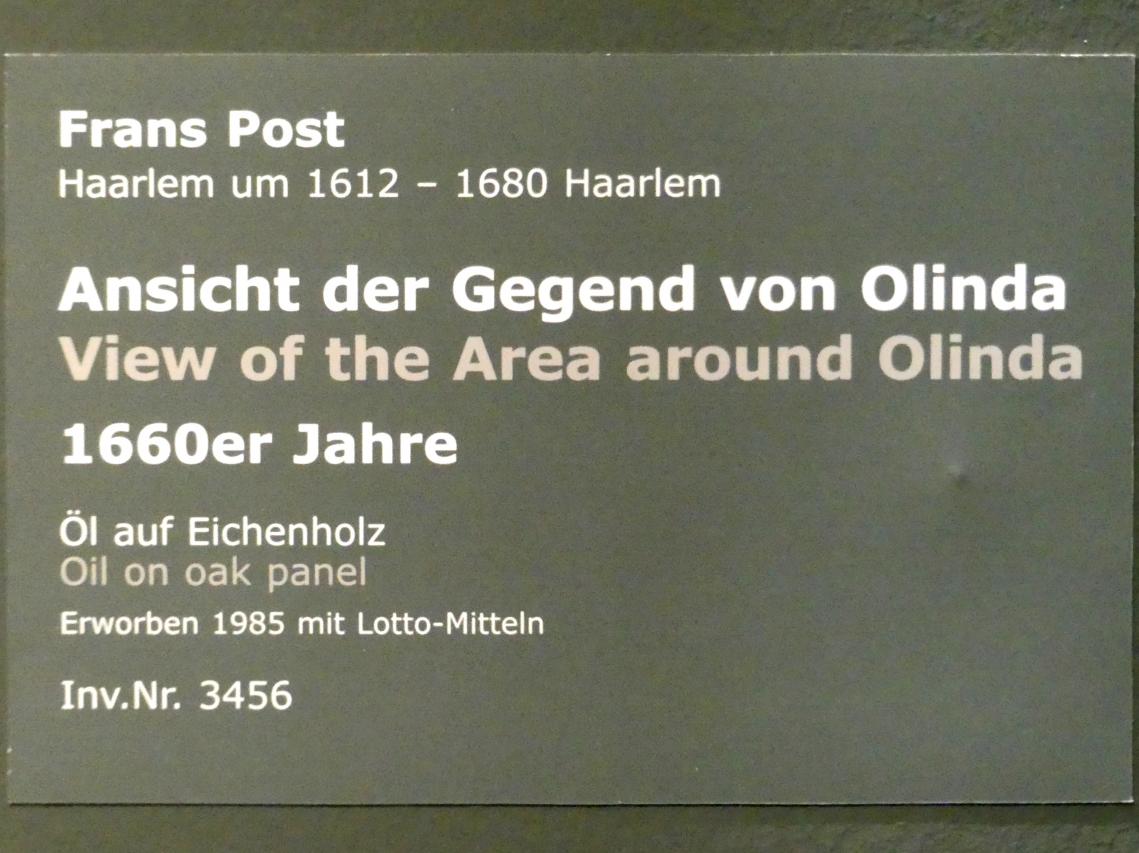 Frans Post
Haarlem um 1612 – 1680 Haarlem
Ansicht der Gegend von Olinda
View of the Area around Olinda
1660er Jahre
Öl auf Eichenholz
Oil on oak panel
Erworben 1985 mit Lotto-Mitteln
Inv.Nr. 3456